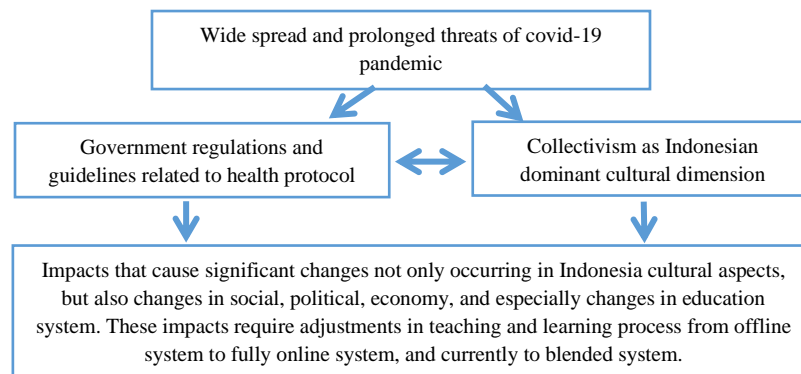 Wide spread and prolonged threats of covid-19
pandemic
Government regulations and
guidelines related to health protocol
Collectivism as Indonesian
dominant cultural dimension
Impacts that cause significant changes not only occurring in Indonesia cultural aspects,
but also changes in social, political, economy, and especially changes in education
system. These impacts require adjustments in teaching and learning process from offline
system to fully online system, and currently to blended system.